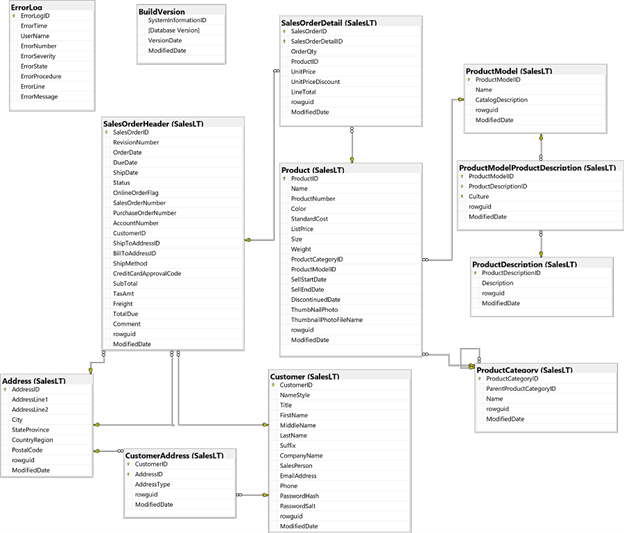 ErrorLog
ErrorLogID
ErrorTime
UserName
ErrorNumber
ErrorSeverity
ErrorState
ErrorProcedure
ErrorLine
ErrorMessage
BuildVersion
SystemInformationID
[Database Version]
VersionDate
ModifiedDate
SalesOrderDetail (SalesLT)
SalesOrderID
SalesOrderDetailID
OrderQty
ProductID
UnitPrice
UnitPriceDiscount
LineTotal
rowguid
ModifiedDate
ProductModel (SalesLT)
ProductModelID
Name
CatalogDescription
rowguid
ModifiedDate
SalesOrderHeader (SalesLT)
SalesOrderID
RevisionNumber
OrderDate
DueDate
ShipDate
Status
OnlineOrderFlag
SalesOrderNumber
PurchaseOrderNumber
AccountNumber
CustomerID
ShipToAddressID
BillToAddressID
ShipMethod
CreditCardApprovalCode
SubTotal
TaxAmt
Freight
TotalDue
Comment
rowguid
ModifiedDate
Product (SalesLT)
ProductID
Name
ProductNumber
Color
StandardCost
ListPrice
Size
Weight
ProductCategoryID
ProductModelID
SellStartDate
SellEndDate
DiscontinuedDate
ThumbNailPhoto
ThumbnailPhotoFileName
rowguid
ModifiedDate
ProductModelProductDescription (SalesLT)
ProductModelID
ProductDescriptionID
Culture
rowguid
ModifiedDate
ProductDescription (SalesLT)
ProductDescriptionID
Description
rowguid
ModifiedDate
ProductCategory (SalesLT)
ProductCategoryID
ParentProductCategoryID
Name
rowguid
ModifiedDate
Address (SalesLT)
AddressID
AddressLine1
AddressLine2
City
StateProvince
CountryRegion
PostalCode
rowguid
ModifiedDate
CustomerAddress (SalesLT)
CustomerID
AddressID
AddressType
rowguid
ModifiedDate
Customer (SalesLT)
CustomerID
NameStyle
Title
FirstName
MiddleName
LastName
Suffix
CompanyName
SalesPerson
EmailAddress
Phone
PasswordHash
PasswordSalt
rowguid
ModifiedDate